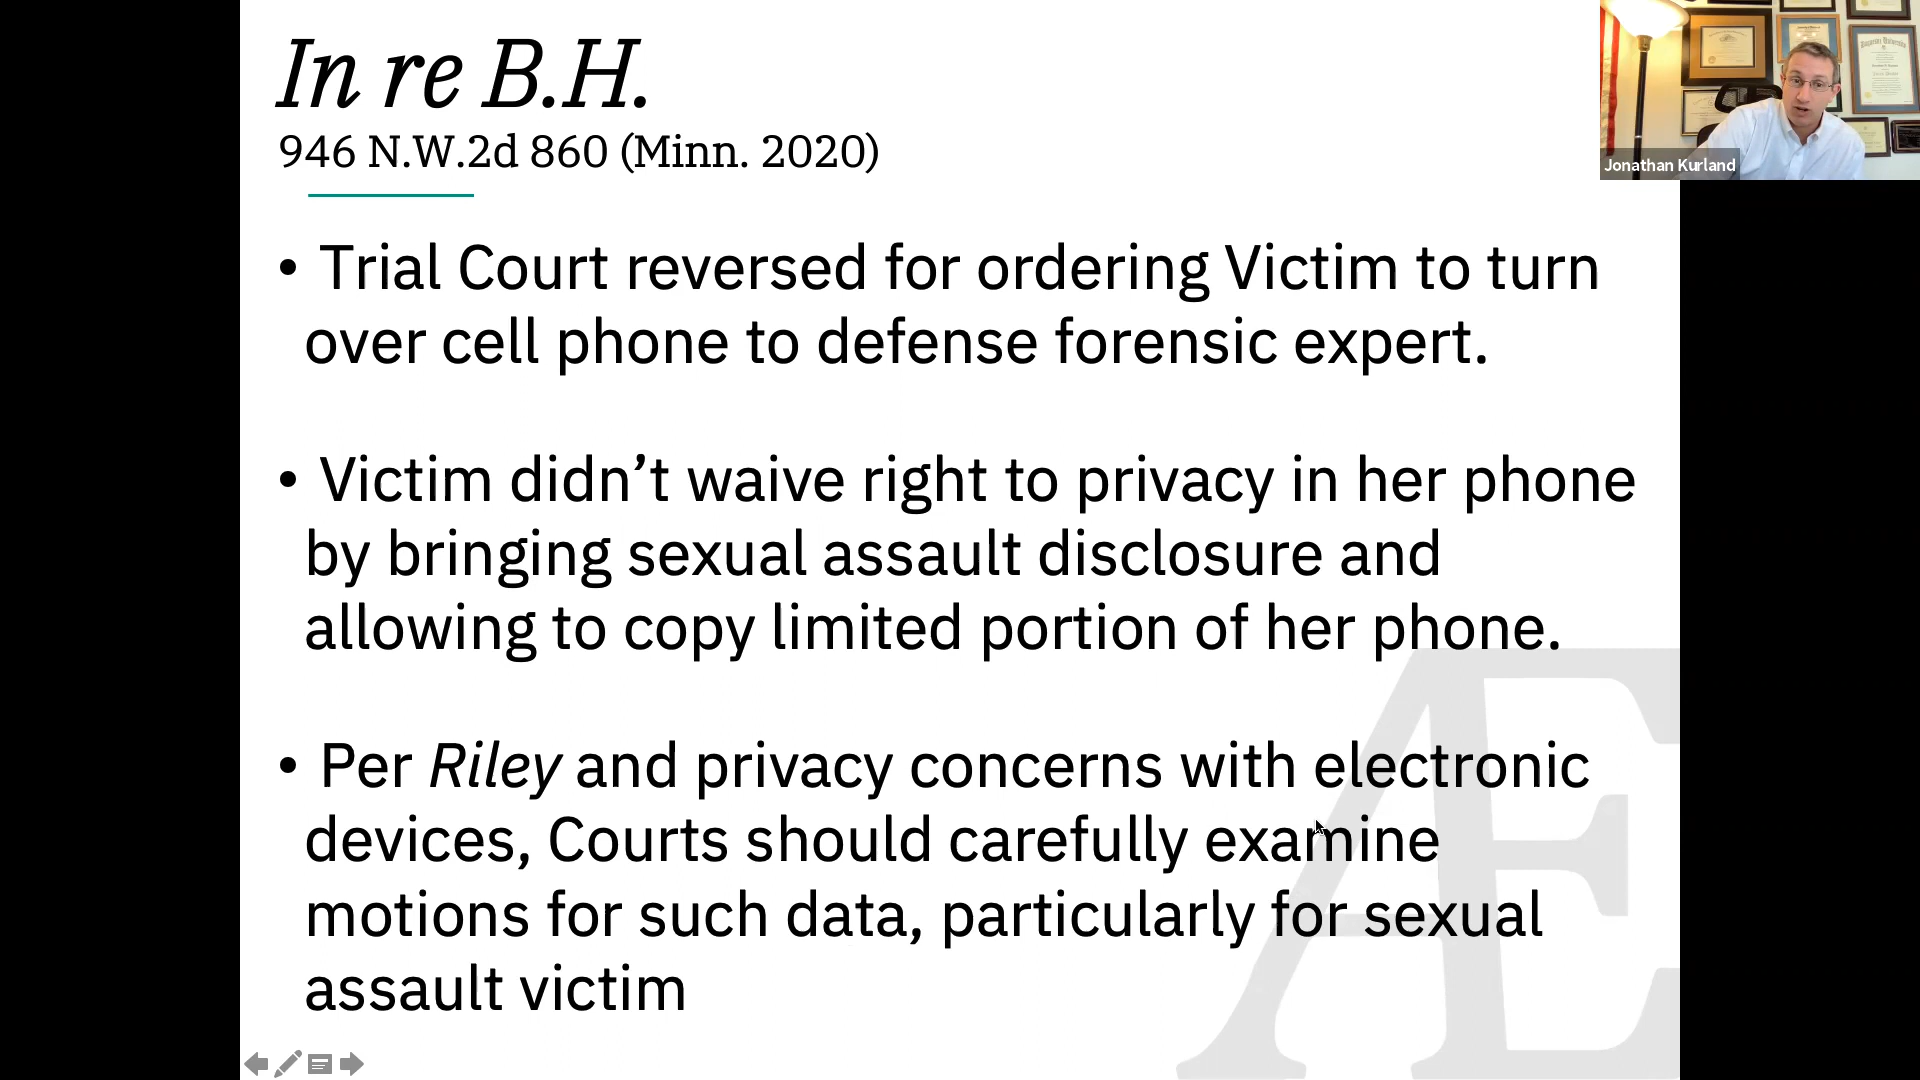 In re B.H.
946 N.W.2d 860 (Minn. 2020)
• Trial Court reversed for ordering Victim to turn
over cell phone to defense forensic expert.
• Victim didn’t waive right to privacy in her phone
by bringing sexual assault disclosure and
allowing to copy limited portion of her phone.
• Per Riley and privacy concerns with electronic
devices, Courts should carefully examine
motions for such data, particularly for sexual
assault victim
Æ
Jonathan Kurland